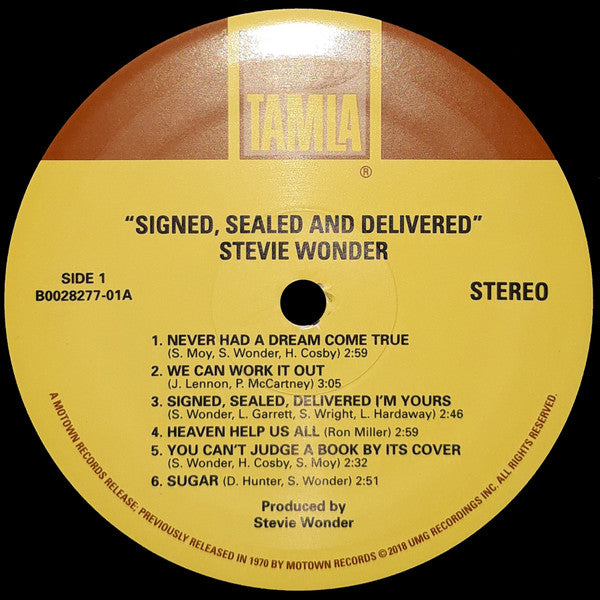 TAMLA
®
"SIGNED, SEALED AND DELIVERED"
STEVIE WONDER
SIDE 1
B0028277-01A
STEREO
1. NEVER HAD A DREAM COME TRUE
(S. Moy, S. Wonder, H. Cosby) 2:59
2. WE CAN WORK IT OUT
(J. Lennon, P. McCartney) 3:05
3. SIGNED, SEALED, DELIVERED I'M YOURS
(S. Wonder, L. Garrett, S. Wright, L. Hardaway) 2:46
4. HEAVEN HELP US ALL (Ron Miller) 2:59
5. YOU CAN'T JUDGE A BOOK BY ITS COVER
(S. Wonder, H. Cosby, S. Moy) 2:32
6. SUGAR (D. Hunter, S. Wonder) 2:51
Produced by
Stevie Wonder
A MOTOWN RECORDS RELEASE; PREVIOUSLY RELEASED IN 1970 BY MOTOWN RECORDS ©2018 UMG RECORDINGS INC. ALL RIGHTS RESERVED.